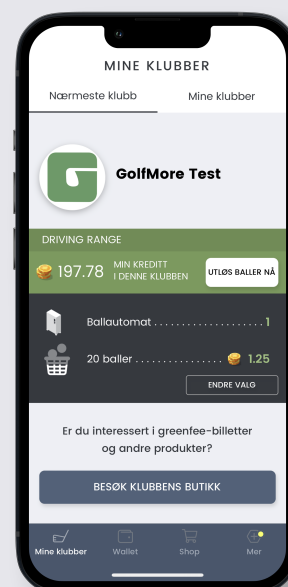 MINE KLUBBER
Nærmeste klubb
Mine klubber
GolfMore Test
DRIVING RANGE
197.78
MIN KREDITT
I DENNE KLUBBEN
UTLØS BALLER NÅ
Ballautomat . . . . . . . . . . . . . . . . . . . . . 1
20 baller . . . . . . . . . . . . . . . . 1.25
ENDRE VALG
Er du interessert i greenfee-billetter
og andre produkter?
BESØK KLUBBENS BUTIKK
Mine klubber
Wallet
Shop
Mer